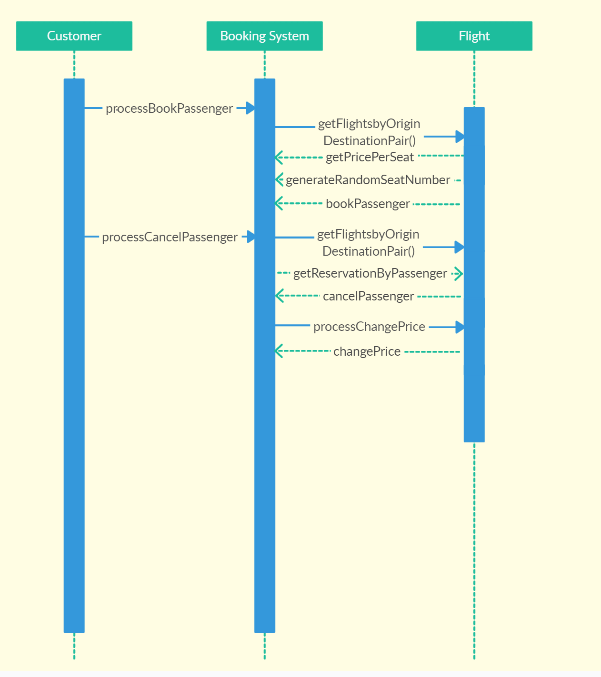 Customer
Booking System
Flight
processBookPassenger
getFlightsbyOrigin
DestinationPair()
getPricePerSeat
generateRandomSeatNumber
bookPassenger
processCancelPassenger
getFlightsbyOrigin
DestinationPair()
getReservationByPassenger
cancelPassenger
processChangePrice
changePrice